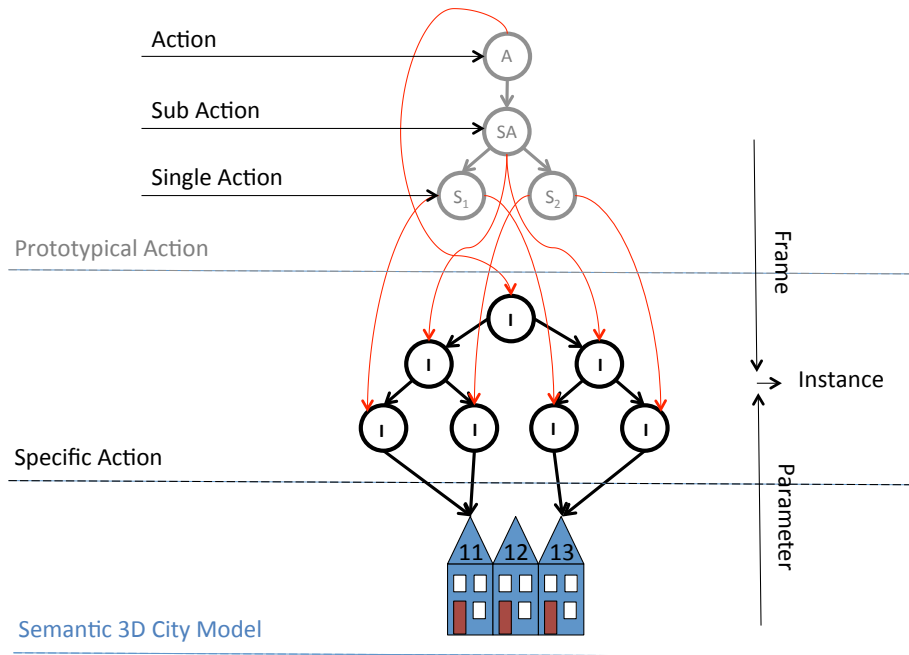 Action
A
Sub Action
SA
Single Action
S₁
S₂
Prototypical Action
Frame
I
I
I
Instance
I
I
I
I
Specific Action
Parameter
11
12
13
Semantic 3D City Model